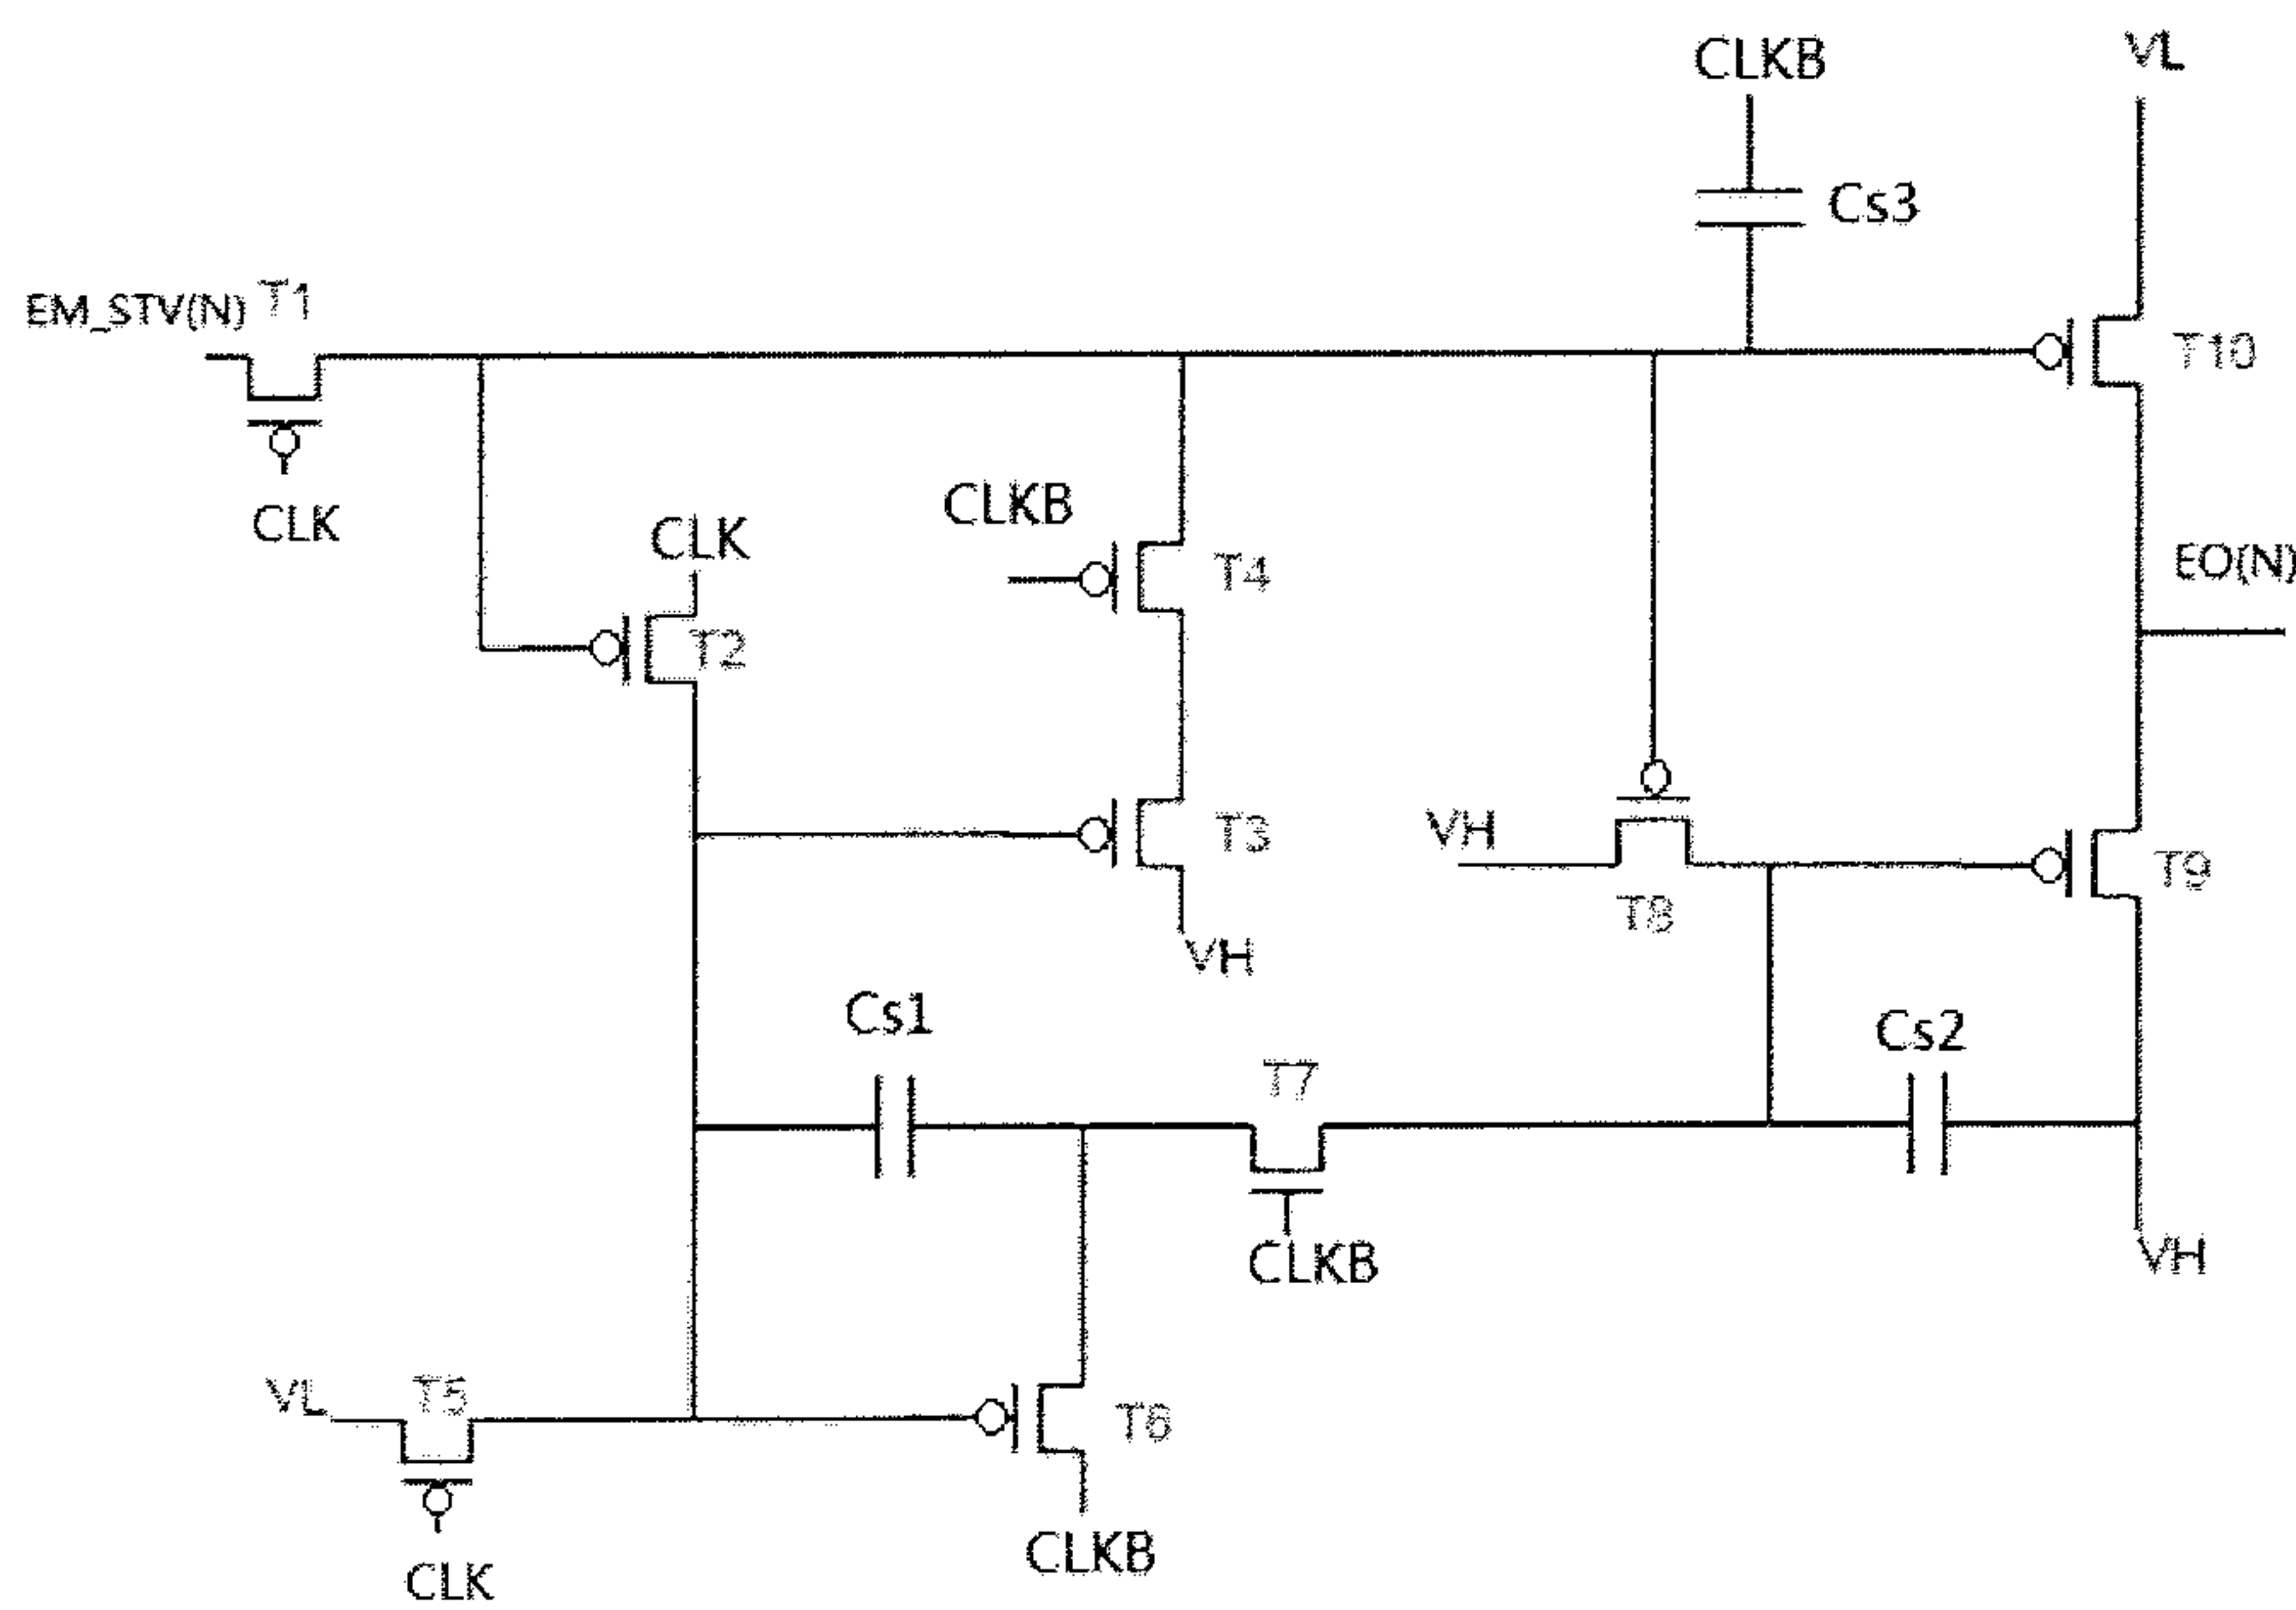 CLKB
VL
Cs3
EM_STV(N)
T1
T10
CLK
CLKB
CLK
T4
EO(N)
T2
T3
VH
T8
T9
VH
Cs1
Cs2
T7
CLKB
VH
VL
T5
T6
CLK
CLKB